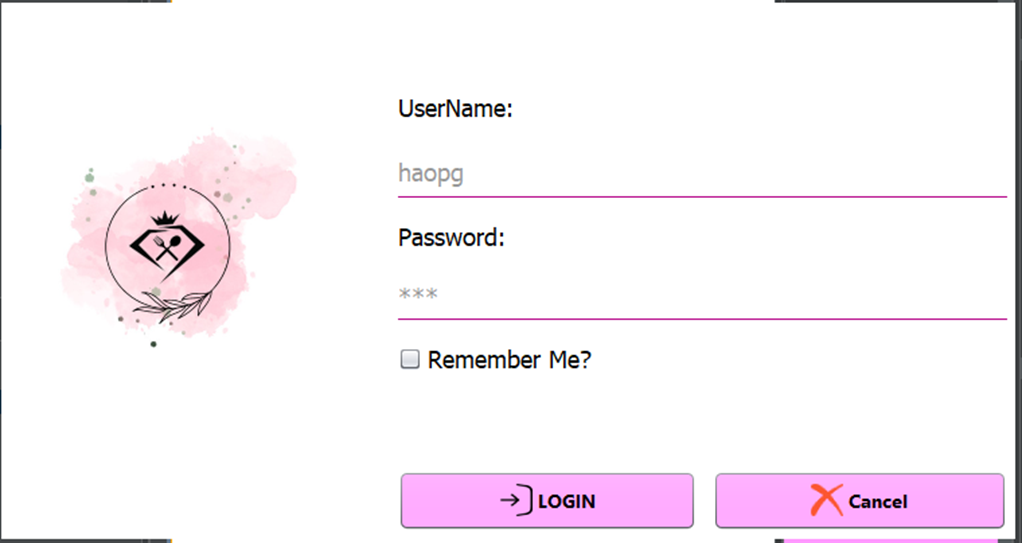 UserName:
haopg
Password:
***
Remember Me?
LOGIN
Cancel